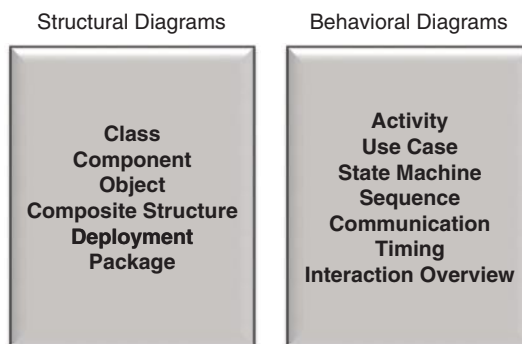 Structural Diagrams
Class
Component
Object
Composite Structure
Deployment
Package
Behavioral Diagrams
Activity
Use Case
State Machine
Sequence
Communication
Timing
Interaction Overview